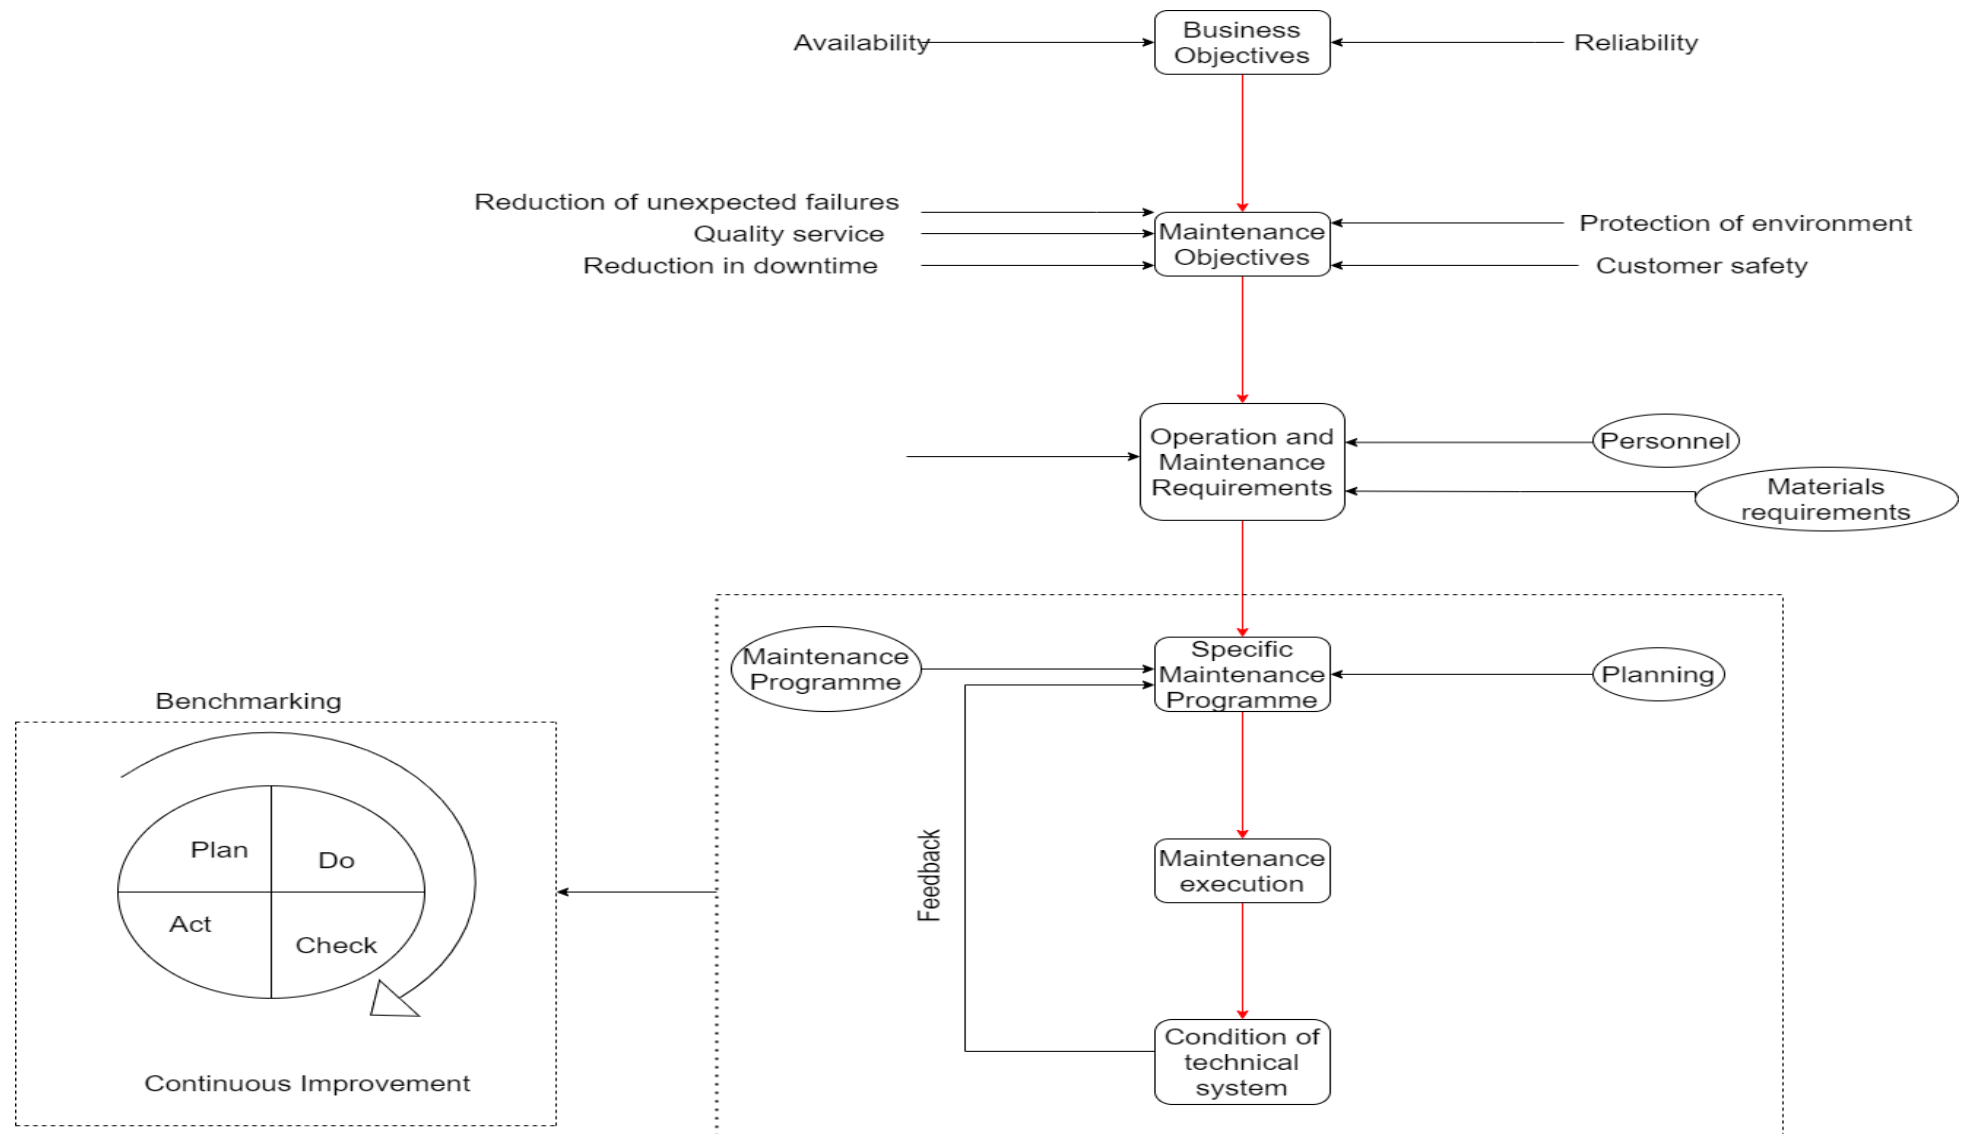 Availability
Business
Objectives
Reliability
Reduction of unexpected failures
Quality service
Reduction in downtime
Maintenance
Objectives
Protection of environment
Customer safety
Operation and
Maintenance
Requirements
Personnel
Materials
requirements
Maintenance
Programme
Specific
Maintenance
Programme
Planning
Benchmarking
Plan
Do
Act
Check
Continuous Improvement
Feedback
Maintenance
execution
Condition of
technical
system